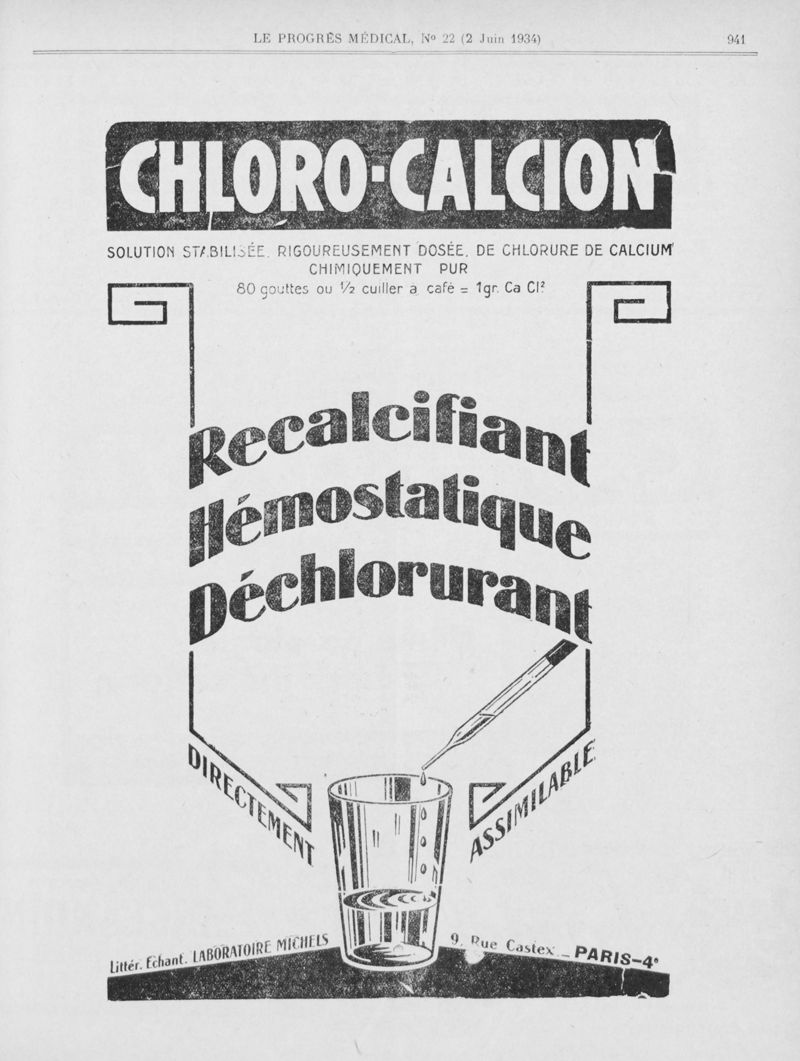 LE PROGRÈS MÉDICAL, Nº 22 (2 Juin 1934)
941
CHLORO-CALCION
SOLUTION STABILISÉE, RIGOUREUSEMENT DOSÉE, DE CHLORURE DE CALCIUM
CHIMIQUEMENT PUR
80 gouttes ou ½ cuiller à café = 1gr. Ca Cl²
Recalcifiant
Hémostatique
Déchlorurant
DIRECTEMENT
ASSIMILABLE
Littér. Echant. LABORATOIRE MICHELS
9, Rue Castex _ PARIS-4ᵉ